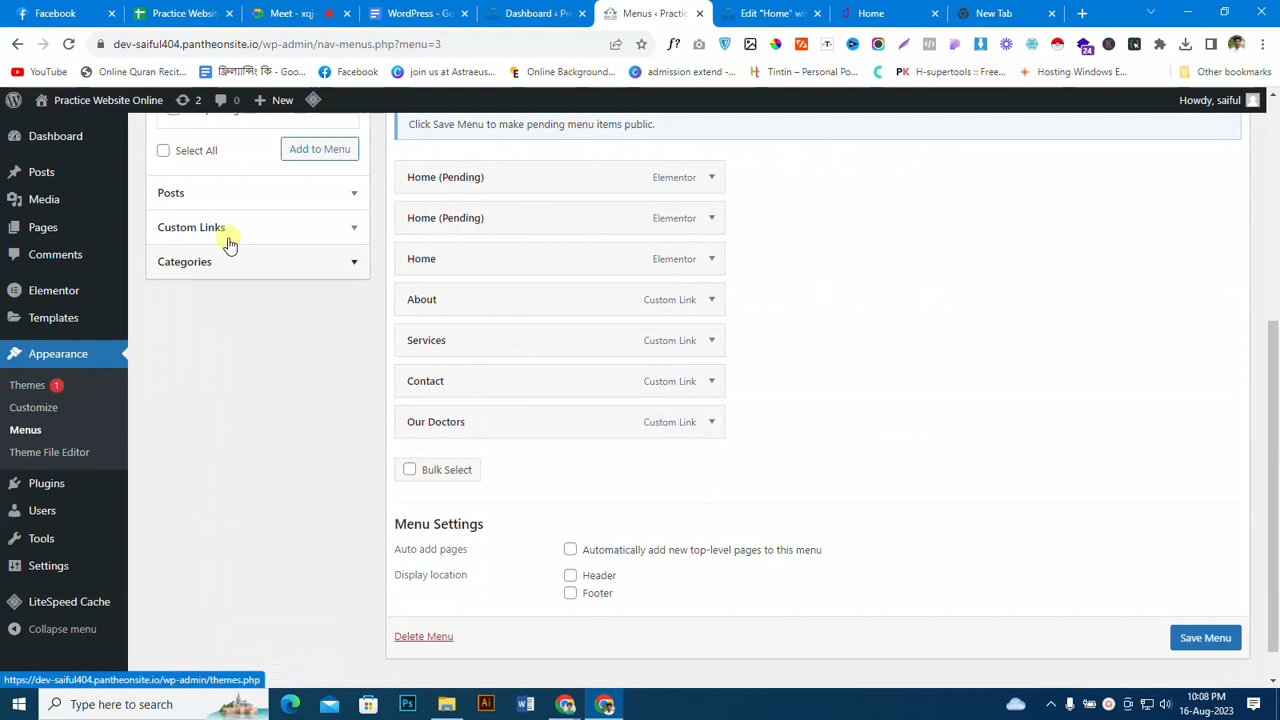 Facebook
Practice Websit
Meet - xqj-
WordPress - Go
Dashboard ‹ Pr
Menus ‹ Practic
Edit "Home" wi
Home
New Tab
dev-saiful404.pantheonsite.io/wp-admin/nav-menus.php?menu=3
f?
24
YouTube
Online Quran Recit...
ফ্রিল্যান্সিং কি - Goo...
Facebook
join us at Astraeus...
Online Background...
admission extend -...
Tintin – Personal Po...
PK
H-supertools :: Free...
Hosting Windows E...
Other bookmarks
Practice Website Online
2
0
New
Howdy, saiful
Dashboard
Posts
Media
Pages
Comments
Elementor
Templates
Appearance
Themes 1
Customize
Menus
Theme File Editor
Plugins
Users
Tools
Settings
LiteSpeed Cache
Collapse menu
Select All
Add to Menu
Posts
Custom Links
Categories
Click Save Menu to make pending menu items public.
Home (Pending) Elementor
Home (Pending) Elementor
Home Elementor
About Custom Link
Services Custom Link
Contact Custom Link
Our Doctors Custom Link
Bulk Select
Menu Settings
Auto add pages
Automatically add new top-level pages to this menu
Display location
Header
Footer
Delete Menu
Save Menu
https://dev-saiful404.pantheonsite.io/wp-admin/themes.php
Type here to search
Ps
Ai
10:08 PM
16-Aug-2023